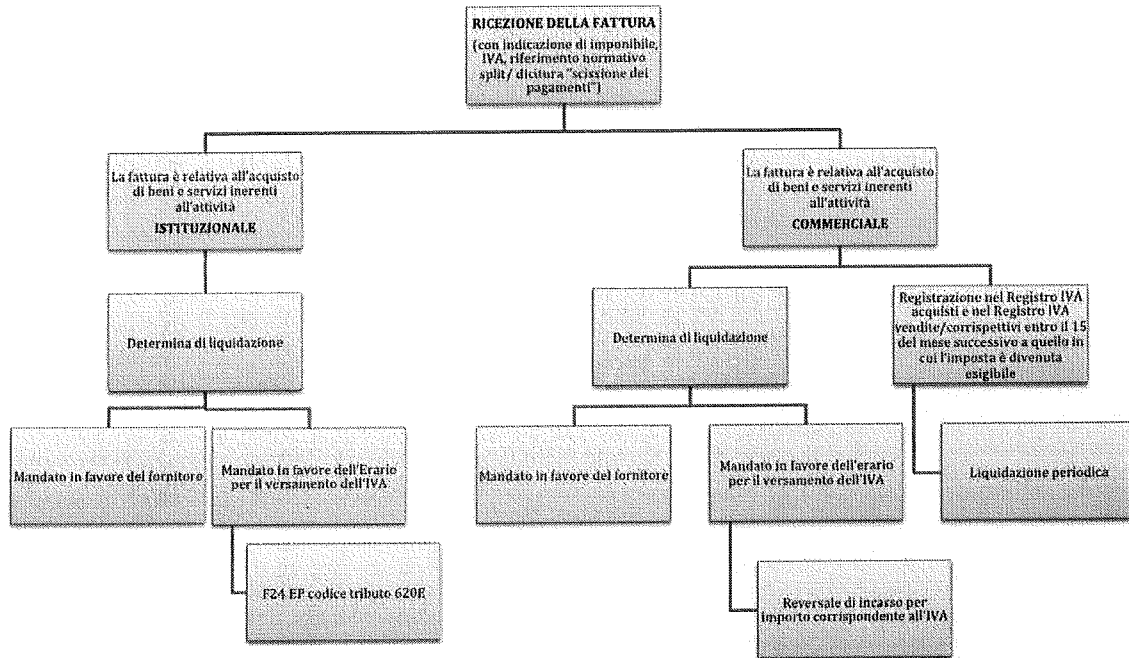 RICEZIONE DELLA FATTURA
(con indicazione di imponibile,
IVA, riferimento normativo
split/ dicitura "scissione dei
pagamenti")
La fattura è relativa all'acquisto
di beni e servizi inerenti
all'attività
ISTITUZIONALE
La fattura è relativa all'acquisto
di beni e servizi inerenti
all'attività
COMMERCIALE
Determina di liquidazione
Determina di liquidazione
Registrazione nel Registro IVA
acquisti e nel Registro IVA
vendite/corrispettivi entro il 15
del mese successivo a quello in
cui l'imposta è divenuta
esigibile
Mandato in favore del fornitore
Mandato in favore dell'Erario
per il versamento dell'IVA
Mandato in favore del fornitore
Mandato in favore dell'erario
per il versamento dell'IVA
Liquidazione periodica
F24 EP codice tributo 620E
Reversale di incasso per
importo corrispondente all'IVA